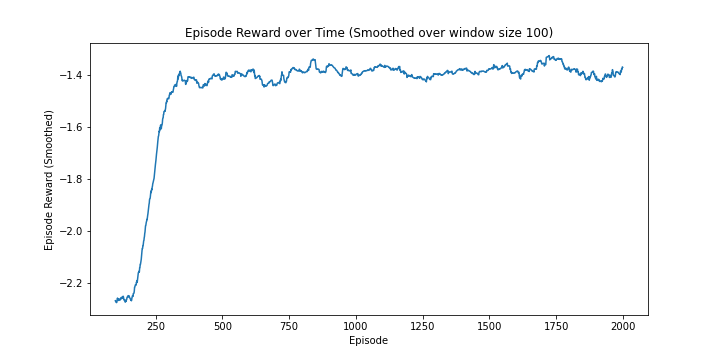 Episode Reward over Time (Smoothed over window size 100)
Episode Reward (Smoothed)
−1.4
−1.6
−1.8
−2.0
−2.2
250 500 750 1000 1250 1500 1750 2000
Episode